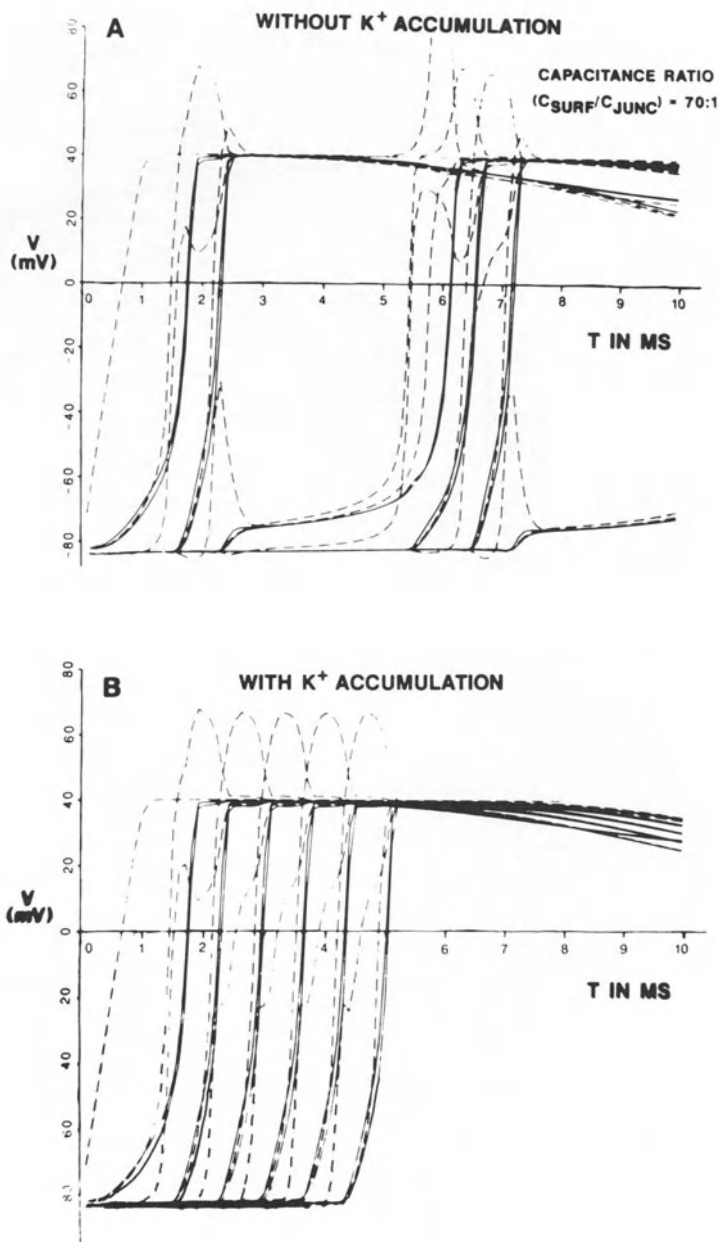 A
WITHOUT K+ ACCUMULATION
CAPACITANCE RATIO
(CSURF/CJUNC) = 70:1
80
60
40
20
0
-20
-40
-60
-80
V
(mV)
0 1 2 3 4 5 6 7 8 9 10
T IN MS
B
WITH K+ ACCUMULATION
80
60
40
20
0
20
40
60
80
V
(mV)
0 1 2 3 4 5 6 7 8 9 10
T IN MS